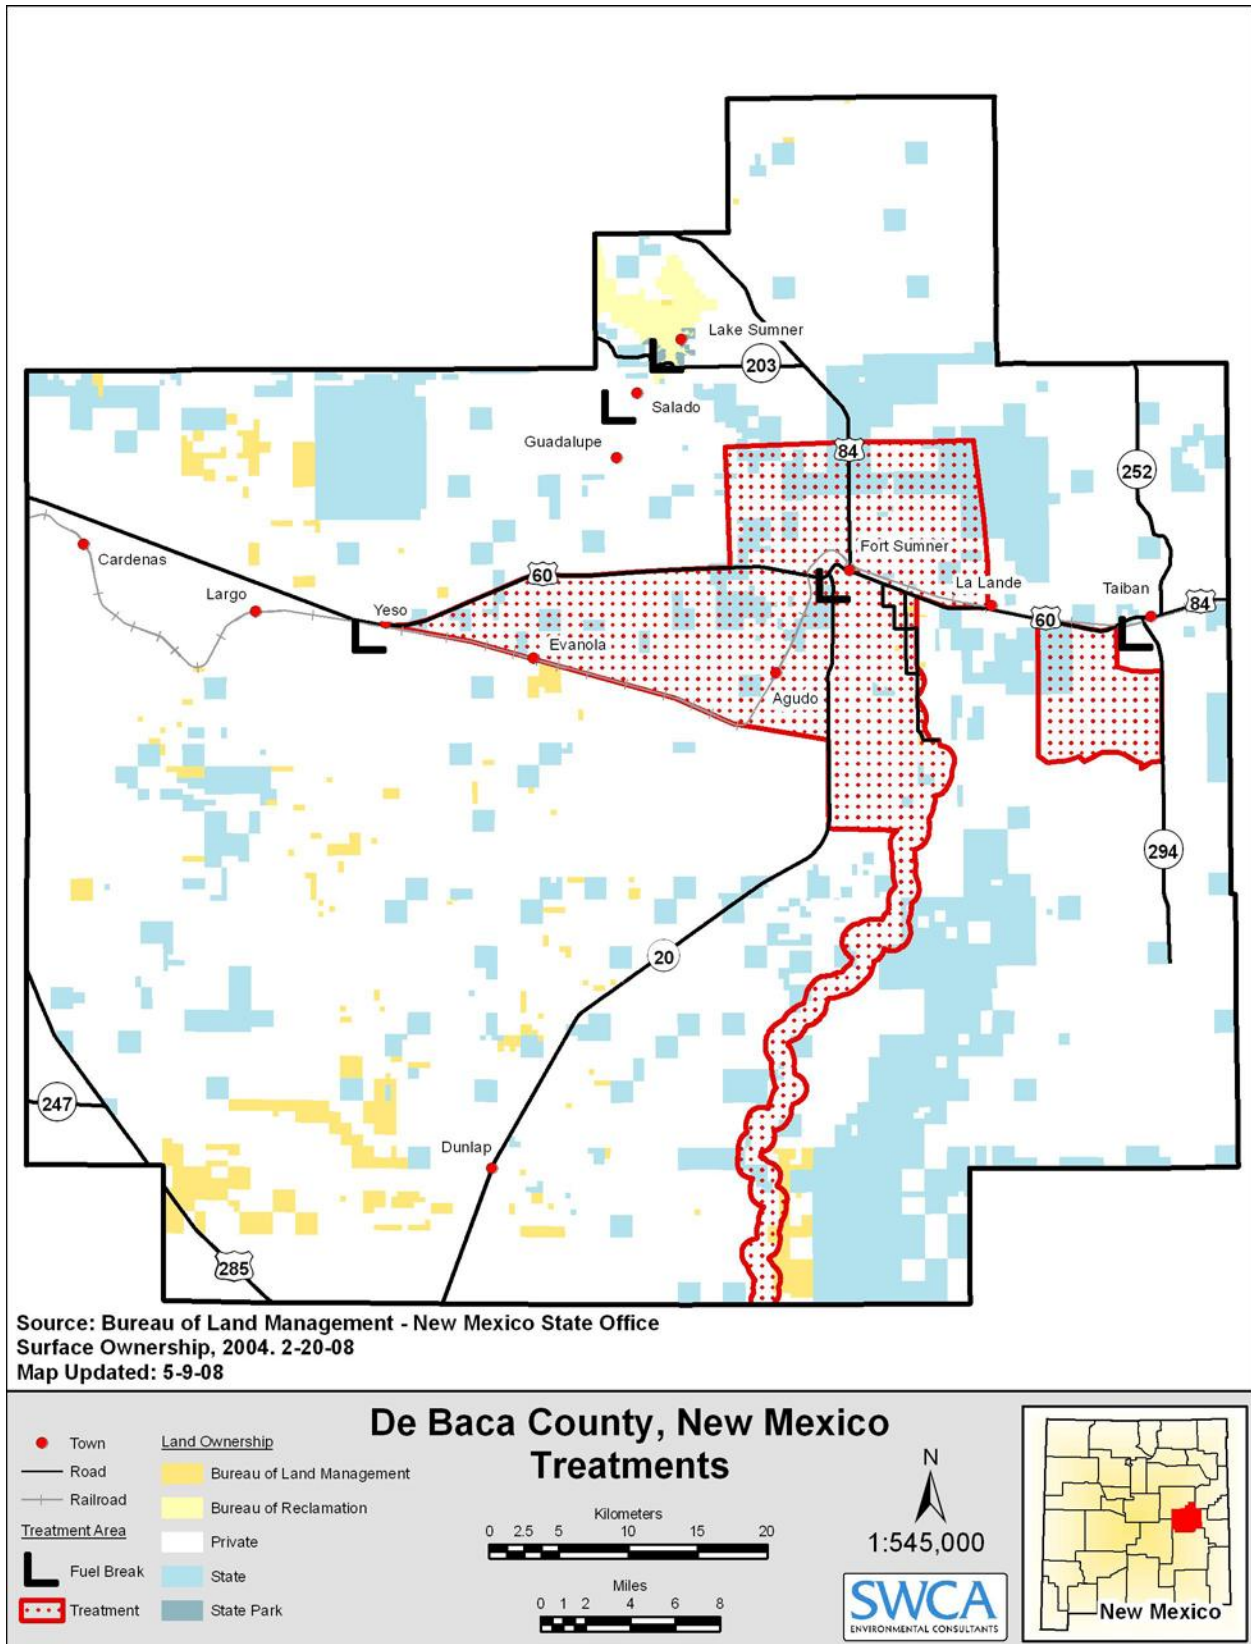 Lake Sumner
203
Salado
Guadalupe
84
252
Cardenas
Fort Sumner
60
La Lande
Largo
Yeso
Taiban
84
60
Evanola
Agudo
294
20
247
Dunlap
285
Source: Bureau of Land Management - New Mexico State Office
Surface Ownership, 2004. 2-20-08
Map Updated: 5-9-08
De Baca County, New Mexico
Treatments
Town
Road
Railroad
Treatment Area
Fuel Break
Treatment
Land Ownership
Bureau of Land Management
Bureau of Reclamation
Private
State
State Park
Kilometers
0 2.5 5 10 15 20
Miles
0 1 2 4 6 8
N
1:545,000
SWCA
ENVIRONMENTAL CONSULTANTS
New Mexico